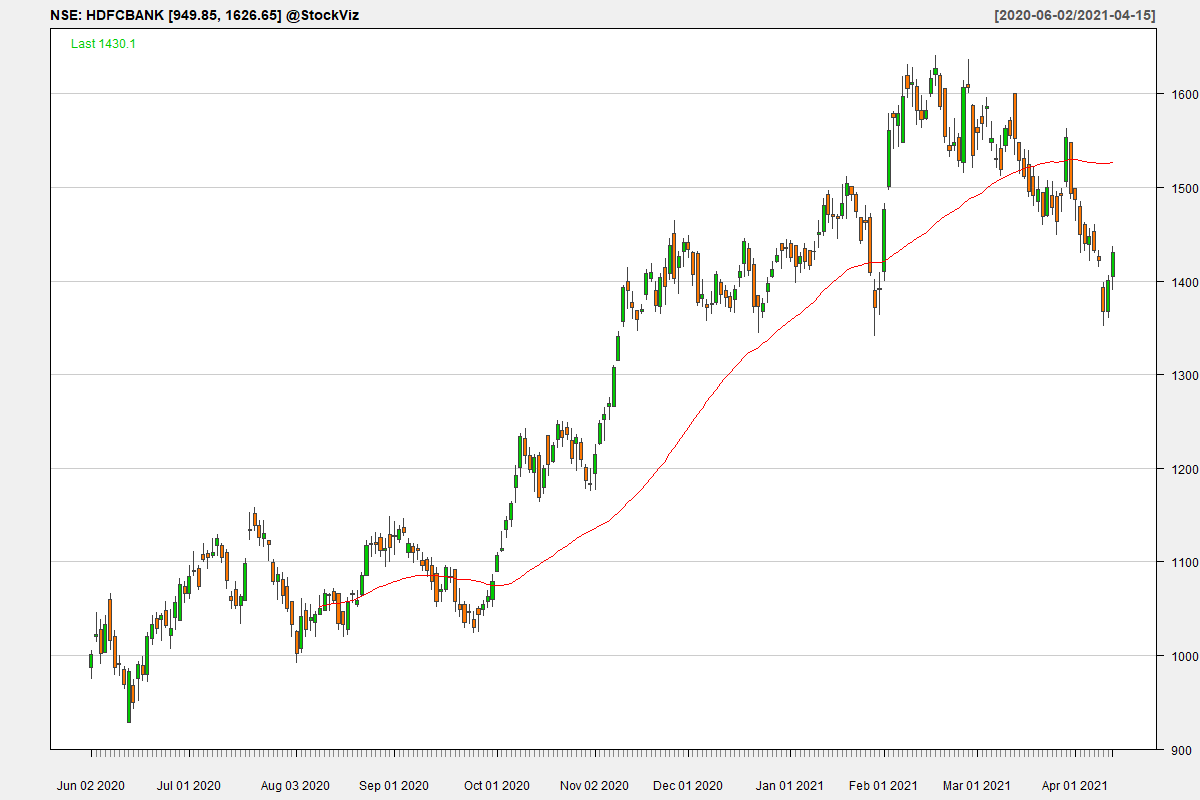 NSE: HDFCBANK [949.85, 1626.65] @StockViz [2020-06-02/2021-04-15]
Last 1430.1
1600
1500
1400
1300
1200
1100
1000
900
Jun 02 2020 Jul 01 2020 Aug 03 2020 Sep 01 2020 Oct 01 2020 Nov 02 2020 Dec 01 2020 Jan 01 2021 Feb 01 2021 Mar 01 2021 Apr 01 2021